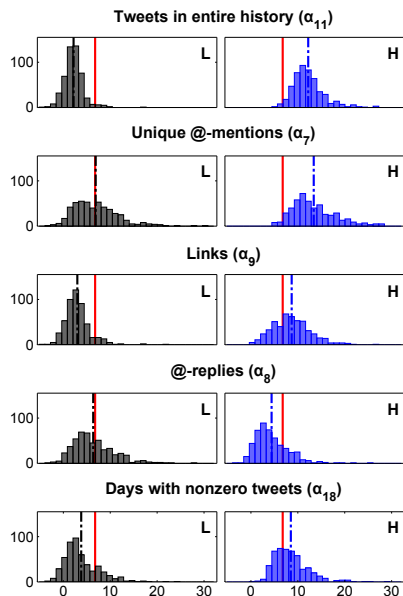 Tweets in entire history (α11)
100
0
L
H
Unique @-mentions (α7)
100
0
L
H
Links (α9)
100
0
L
H
@-replies (α8)
100
0
L
H
Days with nonzero tweets (α18)
100
0
L
H
0 10 20 30 0 10 20 30